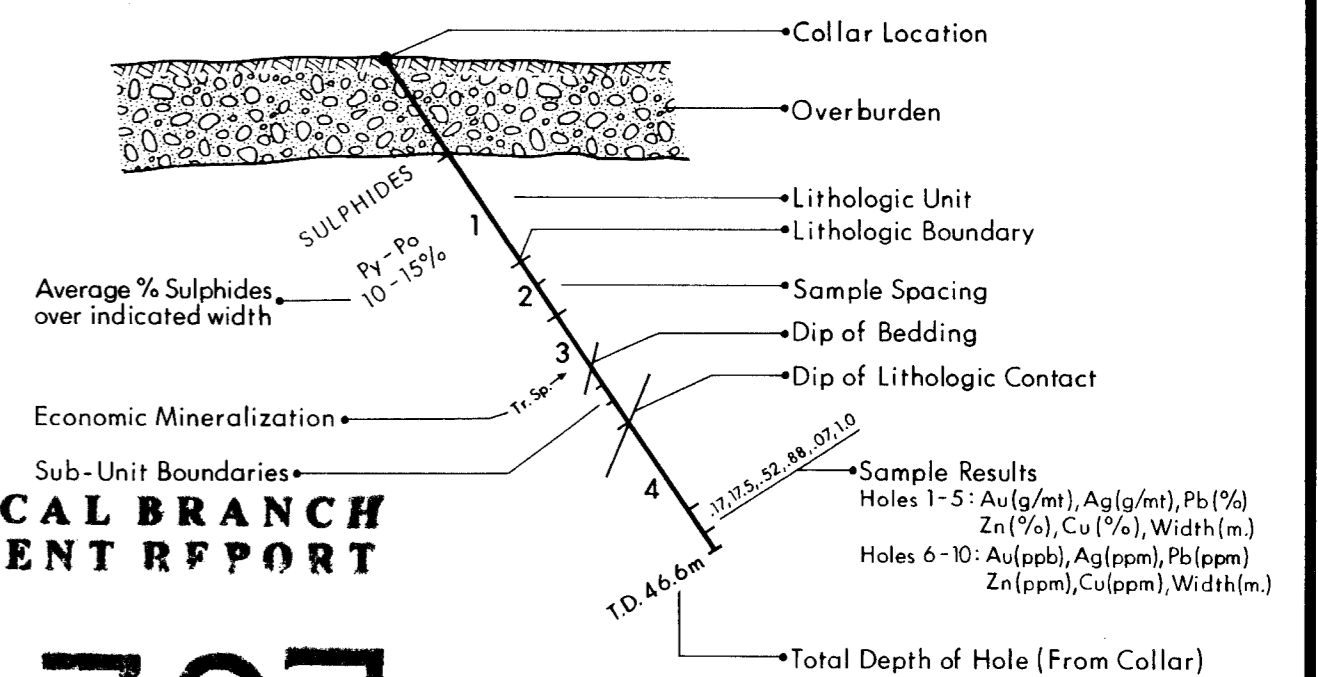 Collar Location
Overburden
SULPHIDES
Lithologic Unit
1
Lithologic Boundary
Py-Po
10-15%
Average % Sulphides
over indicated width
2
Sample Spacing
3
Dip of Bedding
Dip of Lithologic Contact
Tr. Sp.
Economic Mineralization
Sub-Unit Boundaries
4
.17,17.5,.52,.88,.07,1.0
Sample Results
Holes 1-5: Au(g/mt), Ag(g/mt), Pb(%)
Zn(%), Cu(%), Width(m.)
Holes 6-10: Au(ppb), Ag(ppm), Pb(ppm)
Zn(ppm), Cu(ppm), Width(m.)
CAL BRANCH
ENT REPORT
T.D. 46.6m
Total Depth of Hole (From Collar)